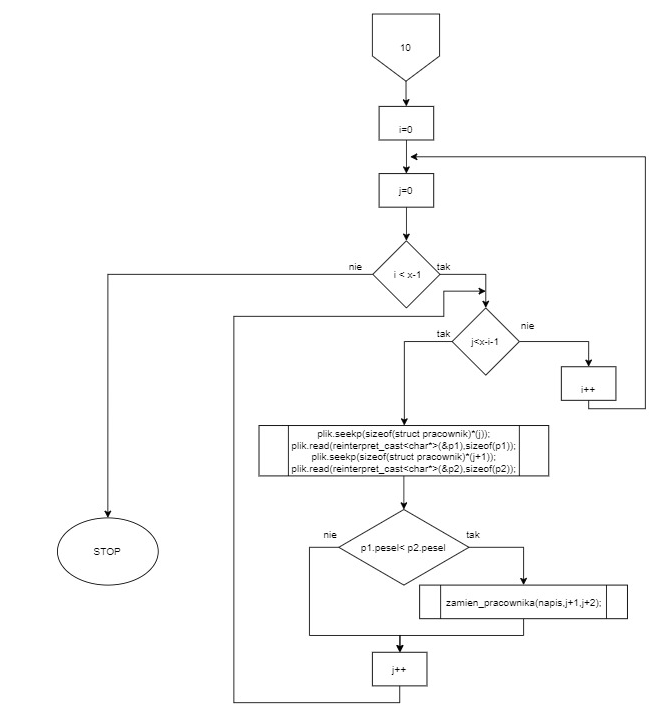 10
i=0
j=0
nie
i < x-1
tak
tak
j<x-i-1
nie
i++
plik.seekp(sizeof(struct pracownik)*(j));
plik.read(reinterpret_cast<char*>(&p1),sizeof(p1));
plik.seekp(sizeof(struct pracownik)*(j+1));
plik.read(reinterpret_cast<char*>(&p2),sizeof(p2));
nie
p1.pesel< p2.pesel
tak
STOP
zamien_pracownika(napis,j+1,j+2);
j++